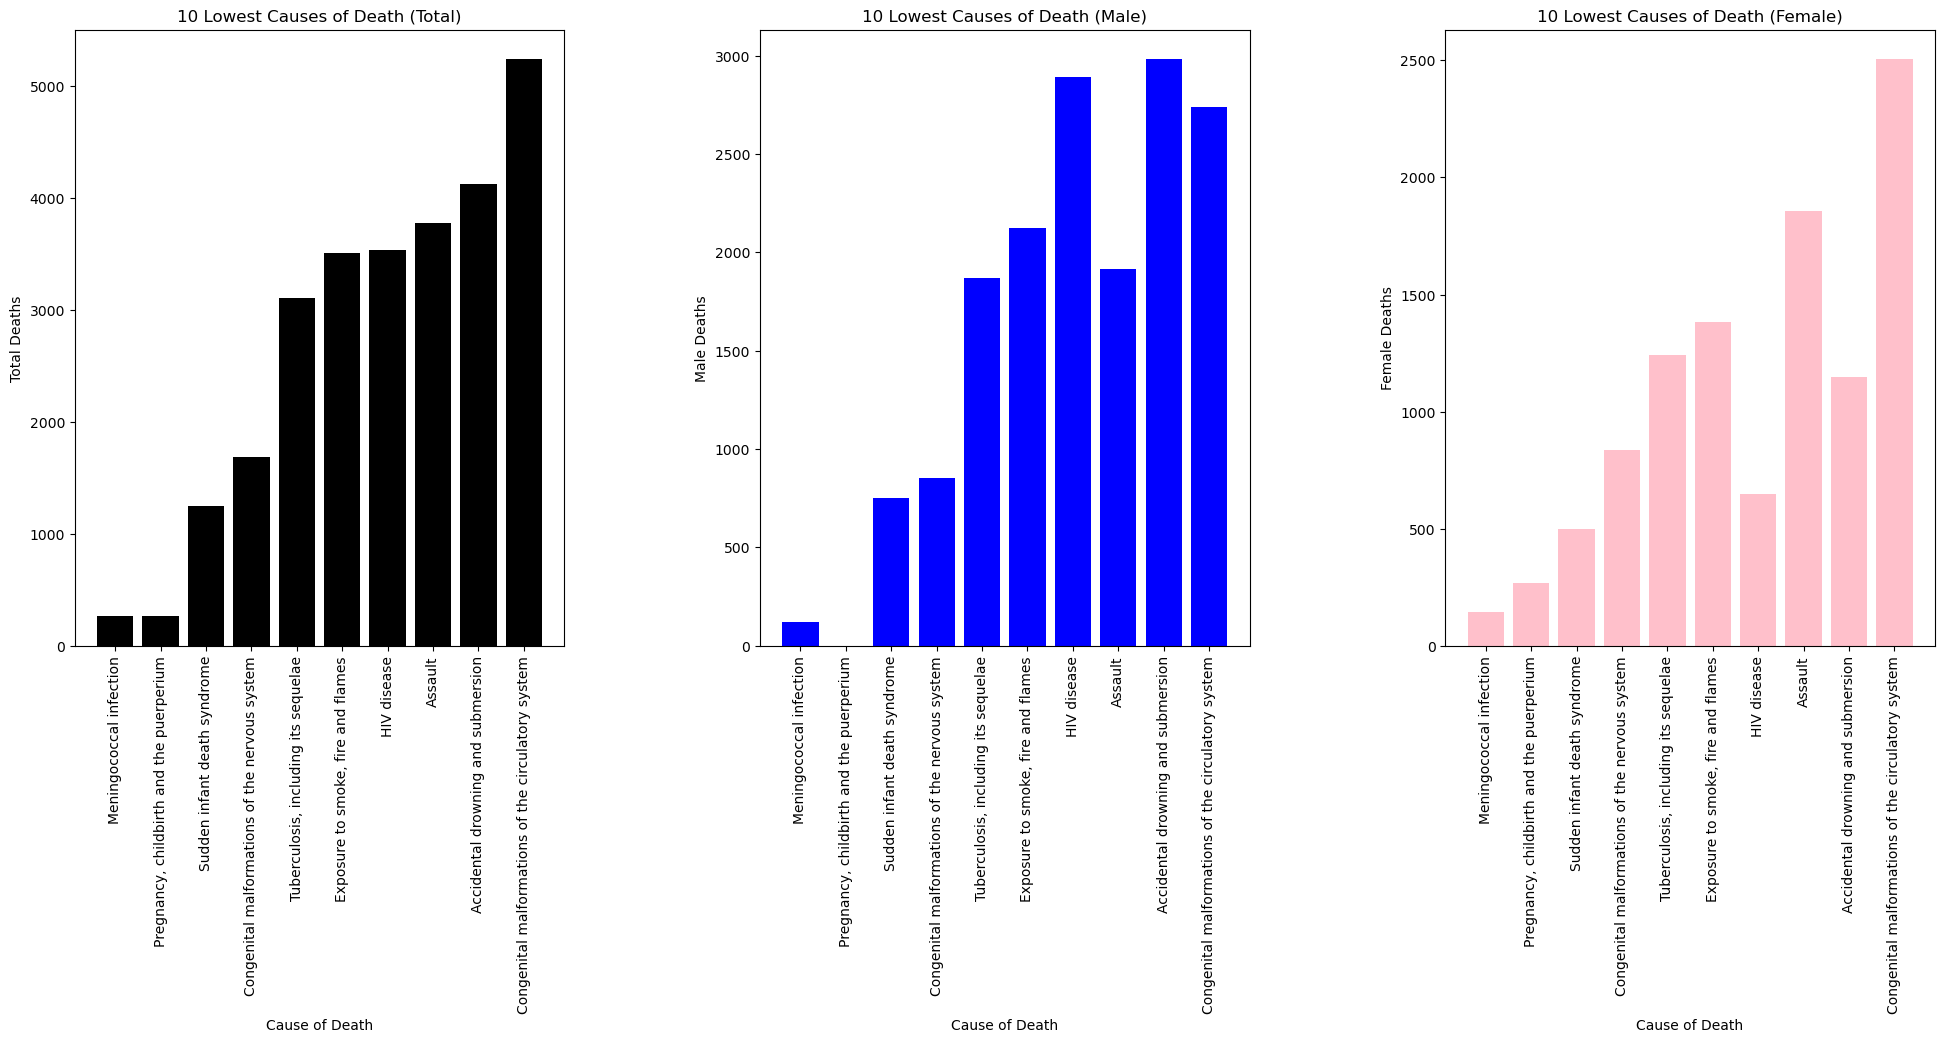 10 Lowest Causes of Death (Total)
Total Deaths
5000
4000
3000
2000
1000
0
Meningococcal infection
Pregnancy, childbirth and the puerperium
Sudden infant death syndrome
Congenital malformations of the nervous system
Tuberculosis, including its sequelae
Exposure to smoke, fire and flames
HIV disease
Assault
Accidental drowning and submersion
Congenital malformations of the circulatory system
Cause of Death
10 Lowest Causes of Death (Male)
Male Deaths
3000
2500
2000
1500
1000
500
0
Meningococcal infection
Pregnancy, childbirth and the puerperium
Sudden infant death syndrome
Congenital malformations of the nervous system
Tuberculosis, including its sequelae
Exposure to smoke, fire and flames
HIV disease
Assault
Accidental drowning and submersion
Congenital malformations of the circulatory system
Cause of Death
10 Lowest Causes of Death (Female)
Female Deaths
2500
2000
1500
1000
500
0
Meningococcal infection
Pregnancy, childbirth and the puerperium
Sudden infant death syndrome
Congenital malformations of the nervous system
Tuberculosis, including its sequelae
Exposure to smoke, fire and flames
HIV disease
Assault
Accidental drowning and submersion
Congenital malformations of the circulatory system
Cause of Death